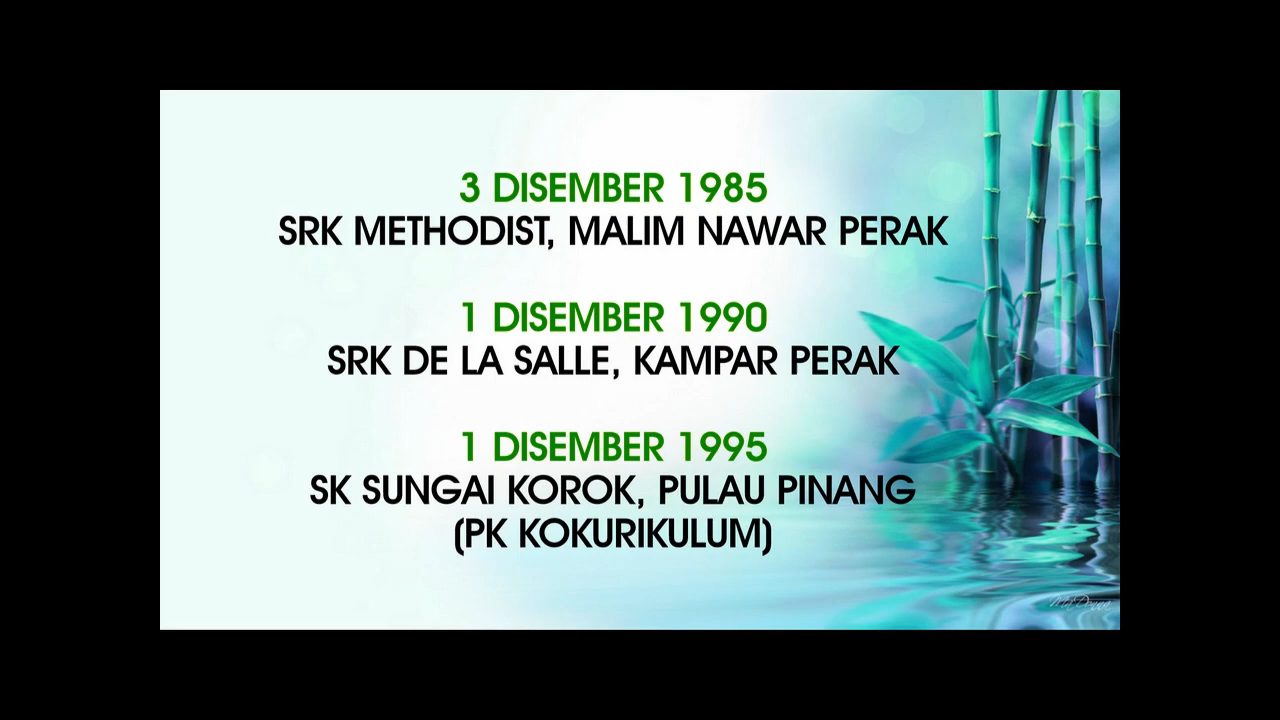 3 DISEMBER 1985
SRK METHODIST, MALIM NAWAR PERAK
1 DISEMBER 1990
SRK DE LA SALLE, KAMPAR PERAK
1 DISEMBER 1995
SK SUNGAI KOROK, PULAU PINANG
(PK KOKURIKULUM)